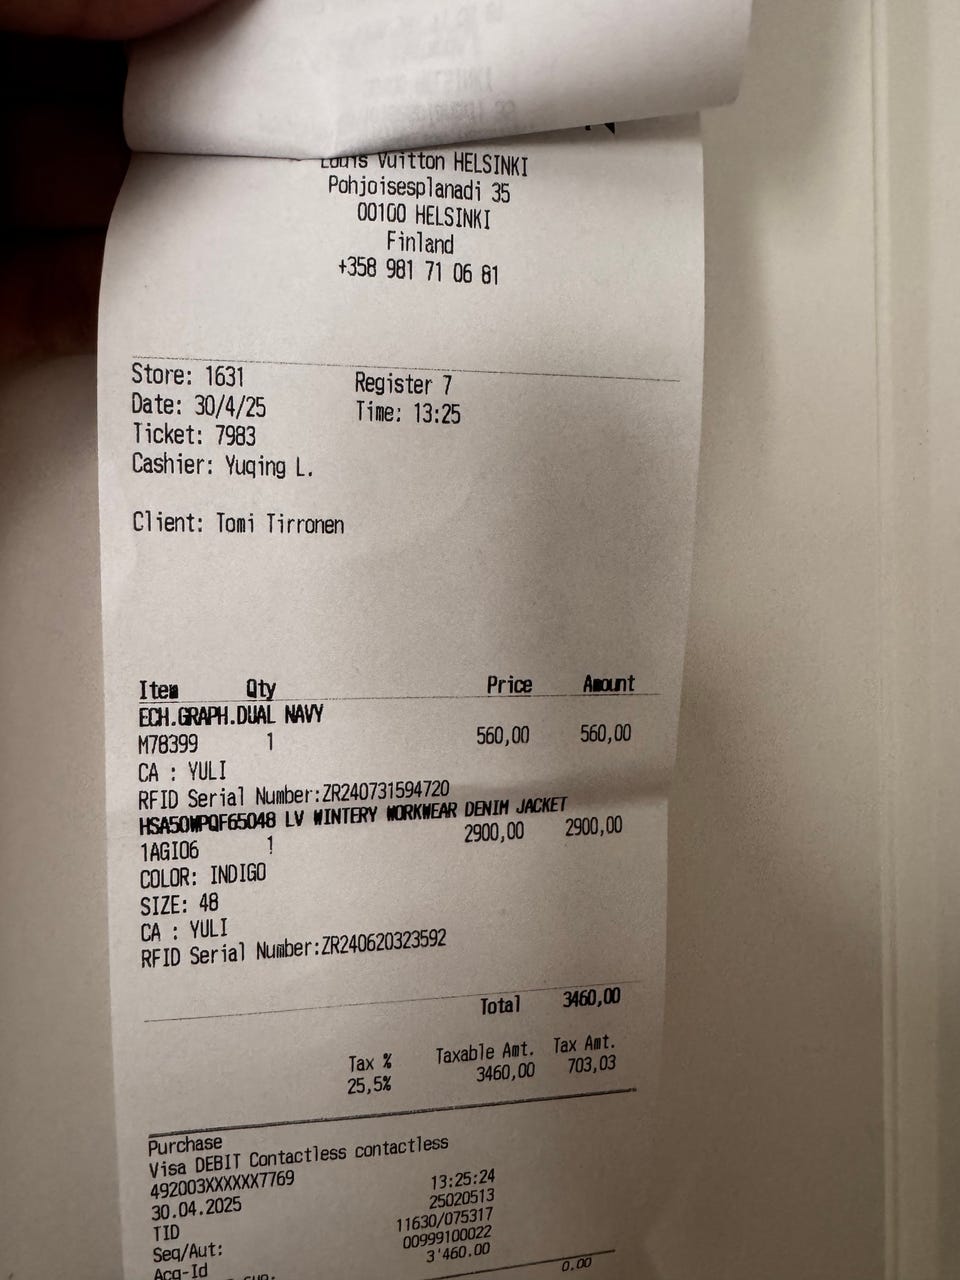 Louis Vuitton HELSINKI
Pohjoisesplanadi 35
00100 HELSINKI
Finland
+358 981 71 06 81
Store: 1631 Register 7
Date: 30/4/25 Time: 13:25
Ticket: 7983
Cashier: Yuqing L.
Client: Tomi Tirronen
Item Qty Price Amount
ECH.GRAPH.DUAL NAVY
M78399 1 560,00 560,00
CA : YULI
RFID Serial Number:ZR240731594720
HSA50WPQF65048 LV WINTERY WORKWEAR DENIM JACKET
1AGI06 1 2900,00 2900,00
COLOR: INDIGO
SIZE: 48
CA : YULI
RFID Serial Number:ZR240620323592
Total 3460,00
Tax % Taxable Amt. Tax Amt.
25,5% 3460,00 703,03
Purchase
Visa DEBIT Contactless contactless
492003XXXXXX7769
30.04.2025 13:25:24
TID 25020513
Seq/Aut: 11630/075317
Acq-Id 00999100022
3'460.00
0.00